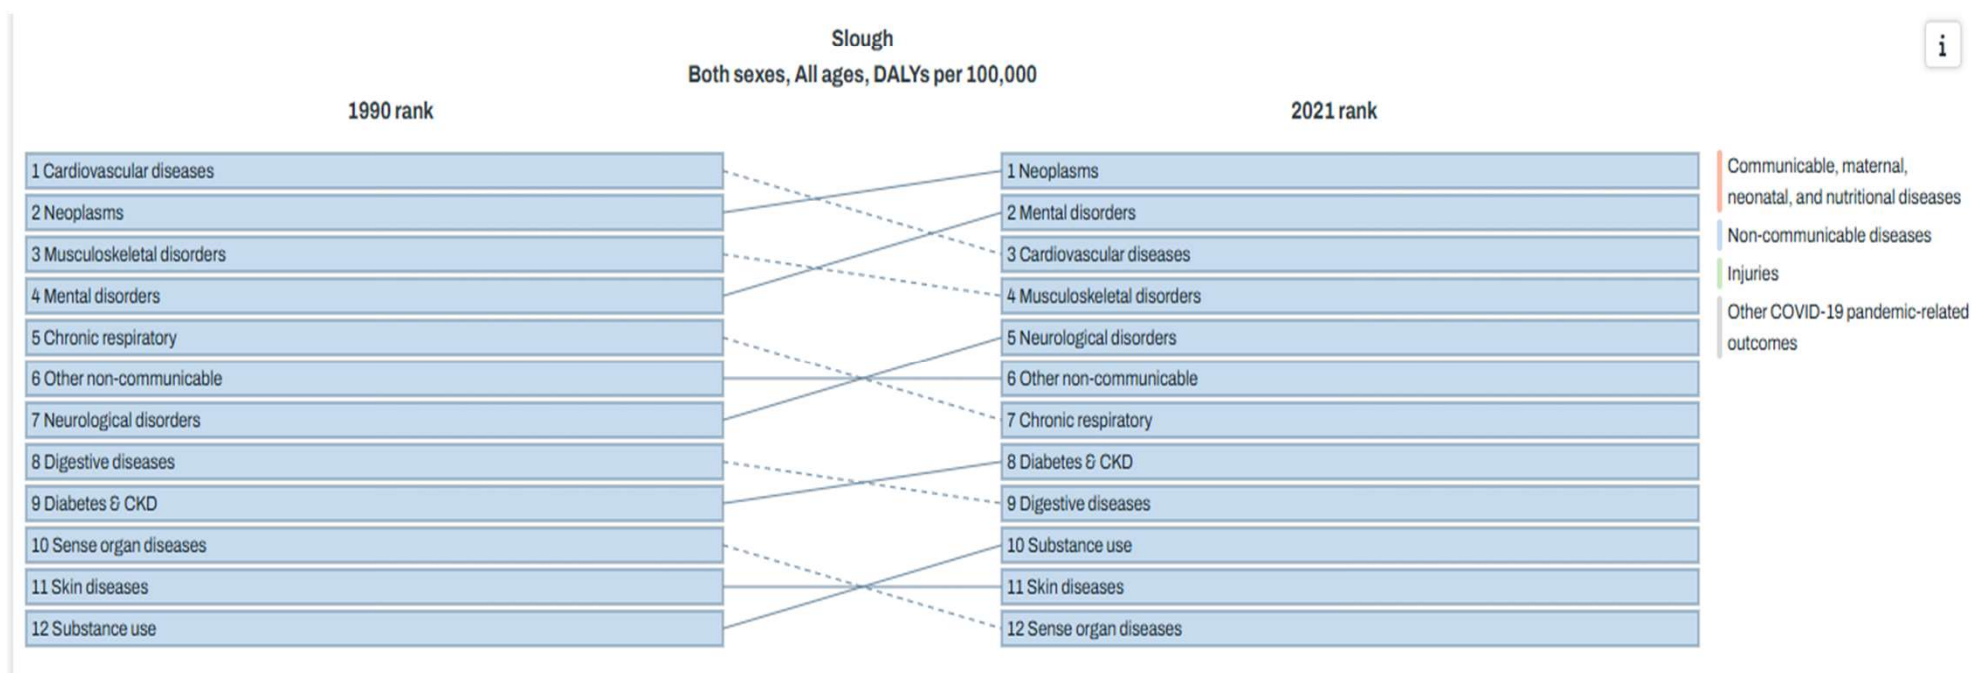 Slough
Both sexes, All ages, DALYs per 100,000
i
1990 rank
2021 rank
1 Cardiovascular diseases
2 Neoplasms
3 Musculoskeletal disorders
4 Mental disorders
5 Chronic respiratory
6 Other non-communicable
7 Neurological disorders
8 Digestive diseases
9 Diabetes & CKD
10 Sense organ diseases
11 Skin diseases
12 Substance use
1 Neoplasms
2 Mental disorders
3 Cardiovascular diseases
4 Musculoskeletal disorders
5 Neurological disorders
6 Other non-communicable
7 Chronic respiratory
8 Diabetes & CKD
9 Digestive diseases
10 Substance use
11 Skin diseases
12 Sense organ diseases
Communicable, maternal,
neonatal, and nutritional diseases
Non-communicable diseases
Injuries
Other COVID-19 pandemic-related
outcomes